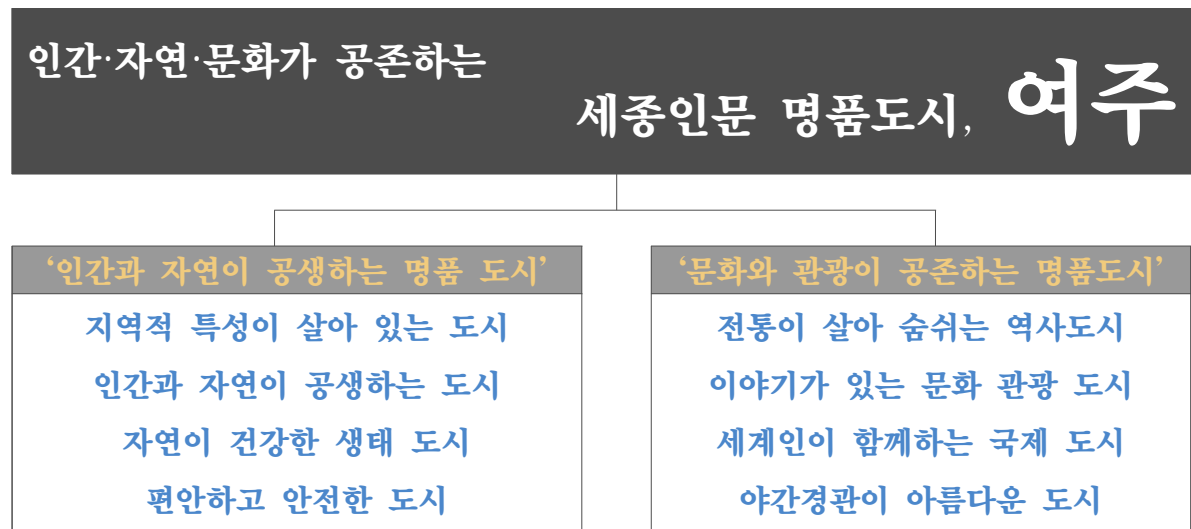 인간·자연·문화가 공존하는
세종인문 명품도시, 여주
‘인간과 자연이 공생하는 명품 도시’
지역적 특성이 살아 있는 도시
인간과 자연이 공생하는 도시
자연이 건강한 생태 도시
편안하고 안전한 도시
‘문화와 관광이 공존하는 명품도시’
전통이 살아 숨쉬는 역사도시
이야기가 있는 문화 관광 도시
세계인이 함께하는 국제 도시
야간경관이 아름다운 도시